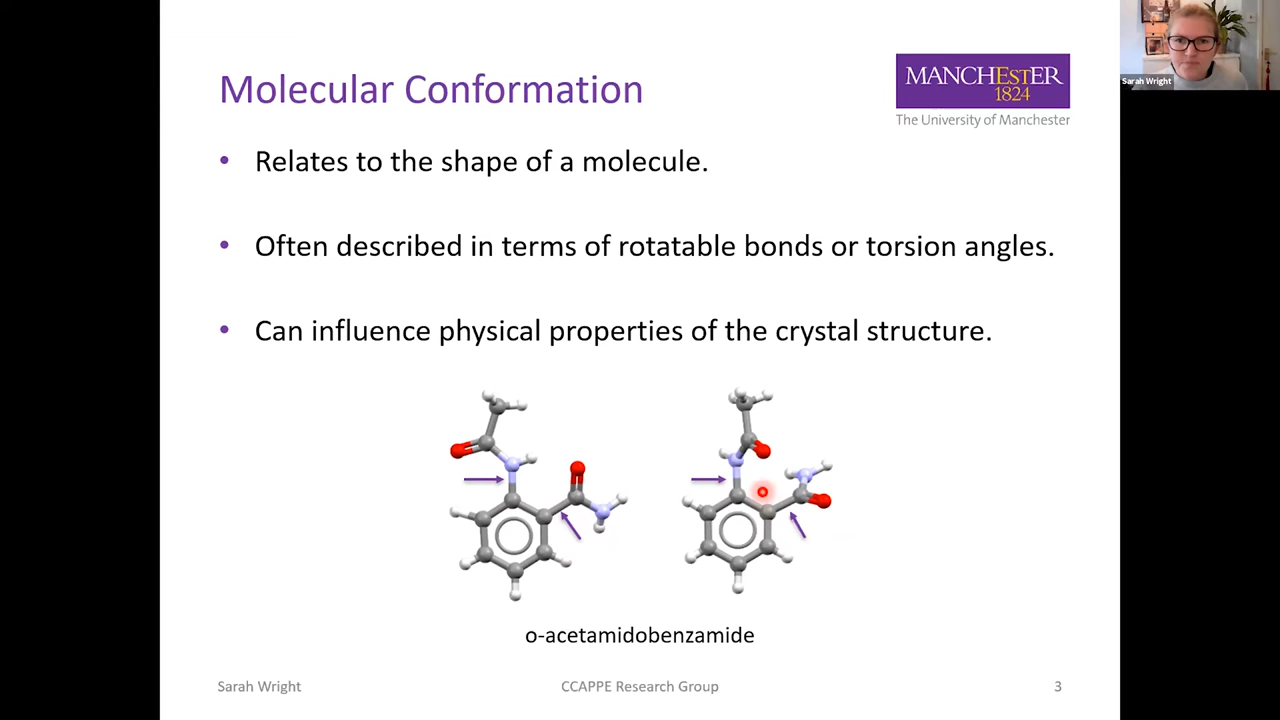 Molecular Conformation
MANCHESTER
1824
The University of Manchester
Sarah Wright
• Relates to the shape of a molecule.
• Often described in terms of rotatable bonds or torsion angles.
• Can influence physical properties of the crystal structure.
o-acetamidobenzamide
Sarah Wright
CCAPPE Research Group
3